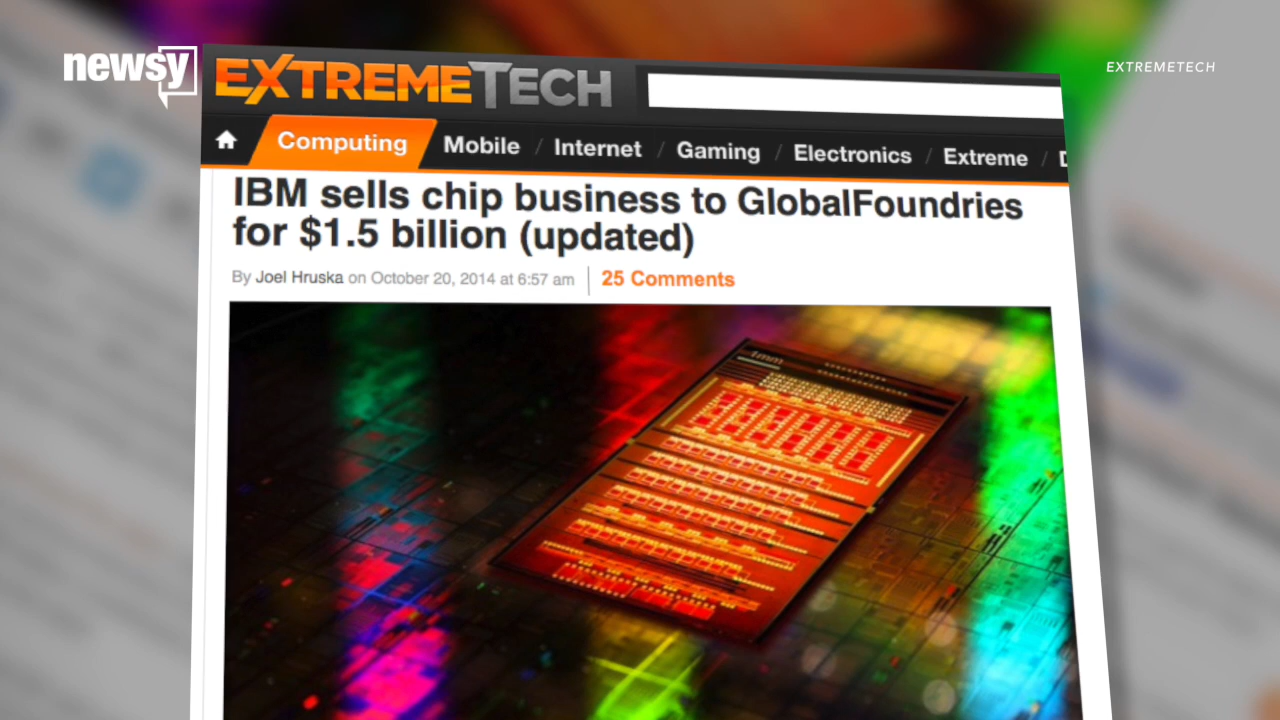 newsy
EXTREMETECH
EXTREMETECH
Computing Mobile / Internet / Gaming / Electronics / Extreme /
IBM sells chip business to GlobalFoundries
for $1.5 billion (updated)
By Joel Hruska on October 20, 2014 at 6:57 am 25 Comments
1mm